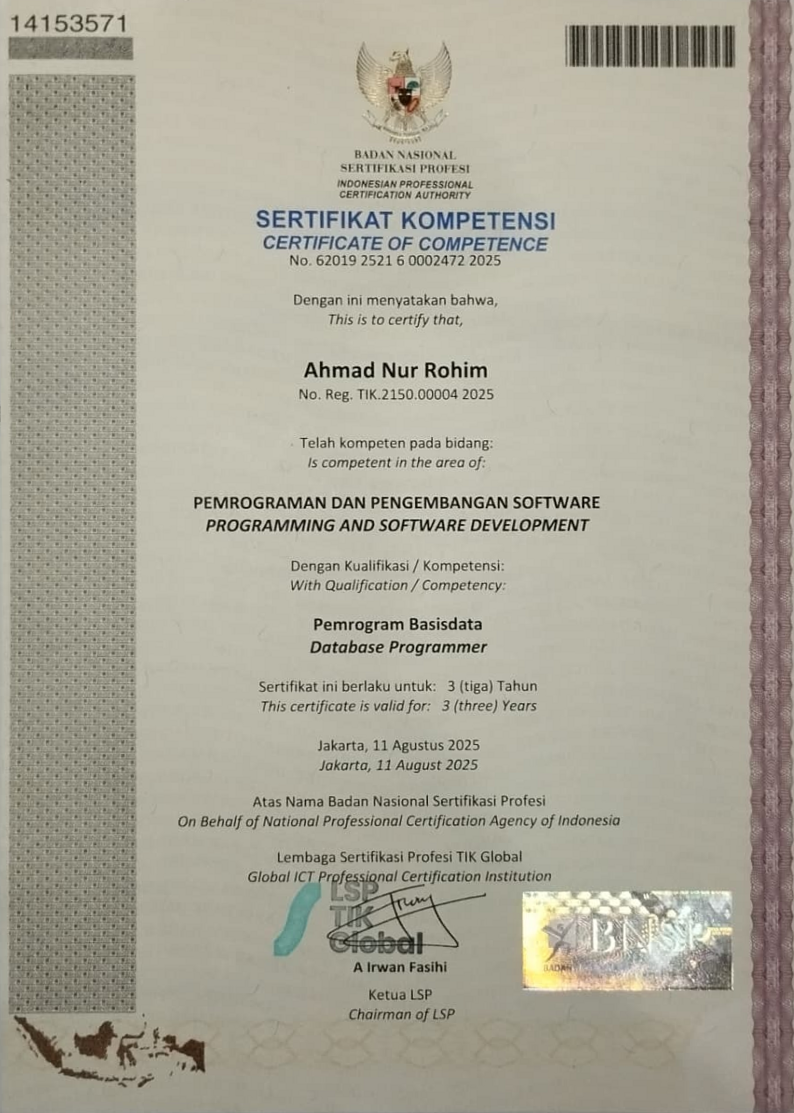 14153571
BADAN NASIONAL
SERTIFIKASI PROFESI
INDONESIAN PROFESSIONAL
CERTIFICATION AUTHORITY
SERTIFIKAT KOMPETENSI
CERTIFICATE OF COMPETENCE
No. 62019 2521 6 0002472 2025
Dengan ini menyatakan bahwa,
This is to certify that,
Ahmad Nur Rohim
No. Reg. TIK.2150.00004 2025
Telah kompeten pada bidang:
Is competent in the area of:
PEMROGRAMAN DAN PENGEMBANGAN SOFTWARE
PROGRAMMING AND SOFTWARE DEVELOPMENT
Dengan Kualifikasi / Kompetensi:
With Qualification / Competency:
Pemrogram Basisdata
Database Programmer
Sertifikat ini berlaku untuk: 3 (tiga) Tahun
This certificate is valid for: 3 (three) Years
Jakarta, 11 Agustus 2025
Jakarta, 11 August 2025
Atas Nama Badan Nasional Sertifikasi Profesi
On Behalf of National Professional Certification Agency of Indonesia
Lembaga Sertifikasi Profesi TIK Global
Global ICT Professional Certification Institution
LSP
TIK
Global
BNSP
BADAN
A Irwan Fasihi
Ketua LSP
Chairman of LSP